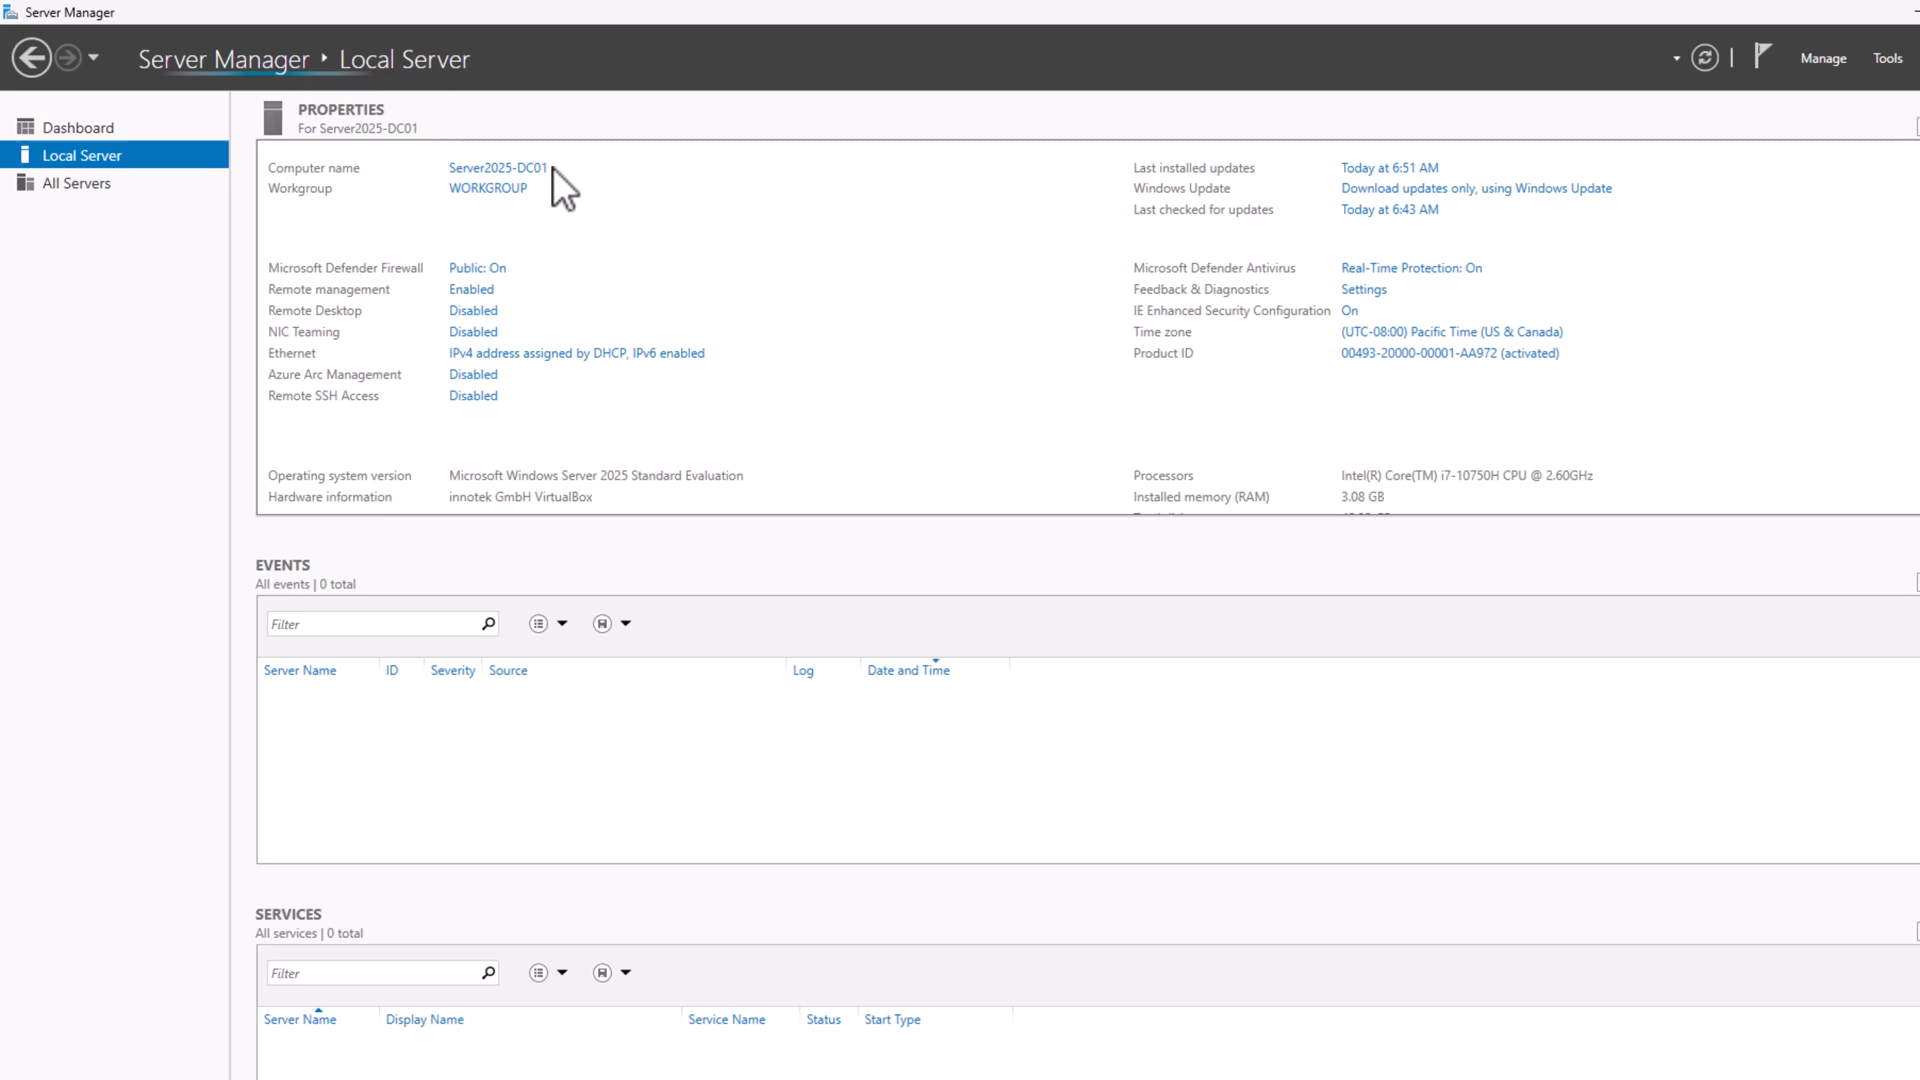 Server Manager
Server Manager ‣ Local Server
Manage
Tools
Dashboard
Local Server
All Servers
PROPERTIES
For Server2025-DC01
Computer name Server2025-DC01
Workgroup WORKGROUP
Last installed updates Today at 6:51 AM
Windows Update Download updates only, using Windows Update
Last checked for updates Today at 6:43 AM
Microsoft Defender Firewall Public: On
Remote management Enabled
Remote Desktop Disabled
NIC Teaming Disabled
Ethernet IPv4 address assigned by DHCP, IPv6 enabled
Azure Arc Management Disabled
Remote SSH Access Disabled
Microsoft Defender Antivirus Real-Time Protection: On
Feedback & Diagnostics Settings
IE Enhanced Security Configuration On
Time zone (UTC-08:00) Pacific Time (US & Canada)
Product ID 00493-20000-00001-AA972 (activated)
Operating system version Microsoft Windows Server 2025 Standard Evaluation
Hardware information innotek GmbH VirtualBox
Processors Intel(R) Core(TM) i7-10750H CPU @ 2.60GHz
Installed memory (RAM) 3.08 GB
EVENTS
All events | 0 total
Filter
Server Name ID Severity Source Log Date and Time
SERVICES
All services | 0 total
Filter
Server Name Display Name Service Name Status Start Type